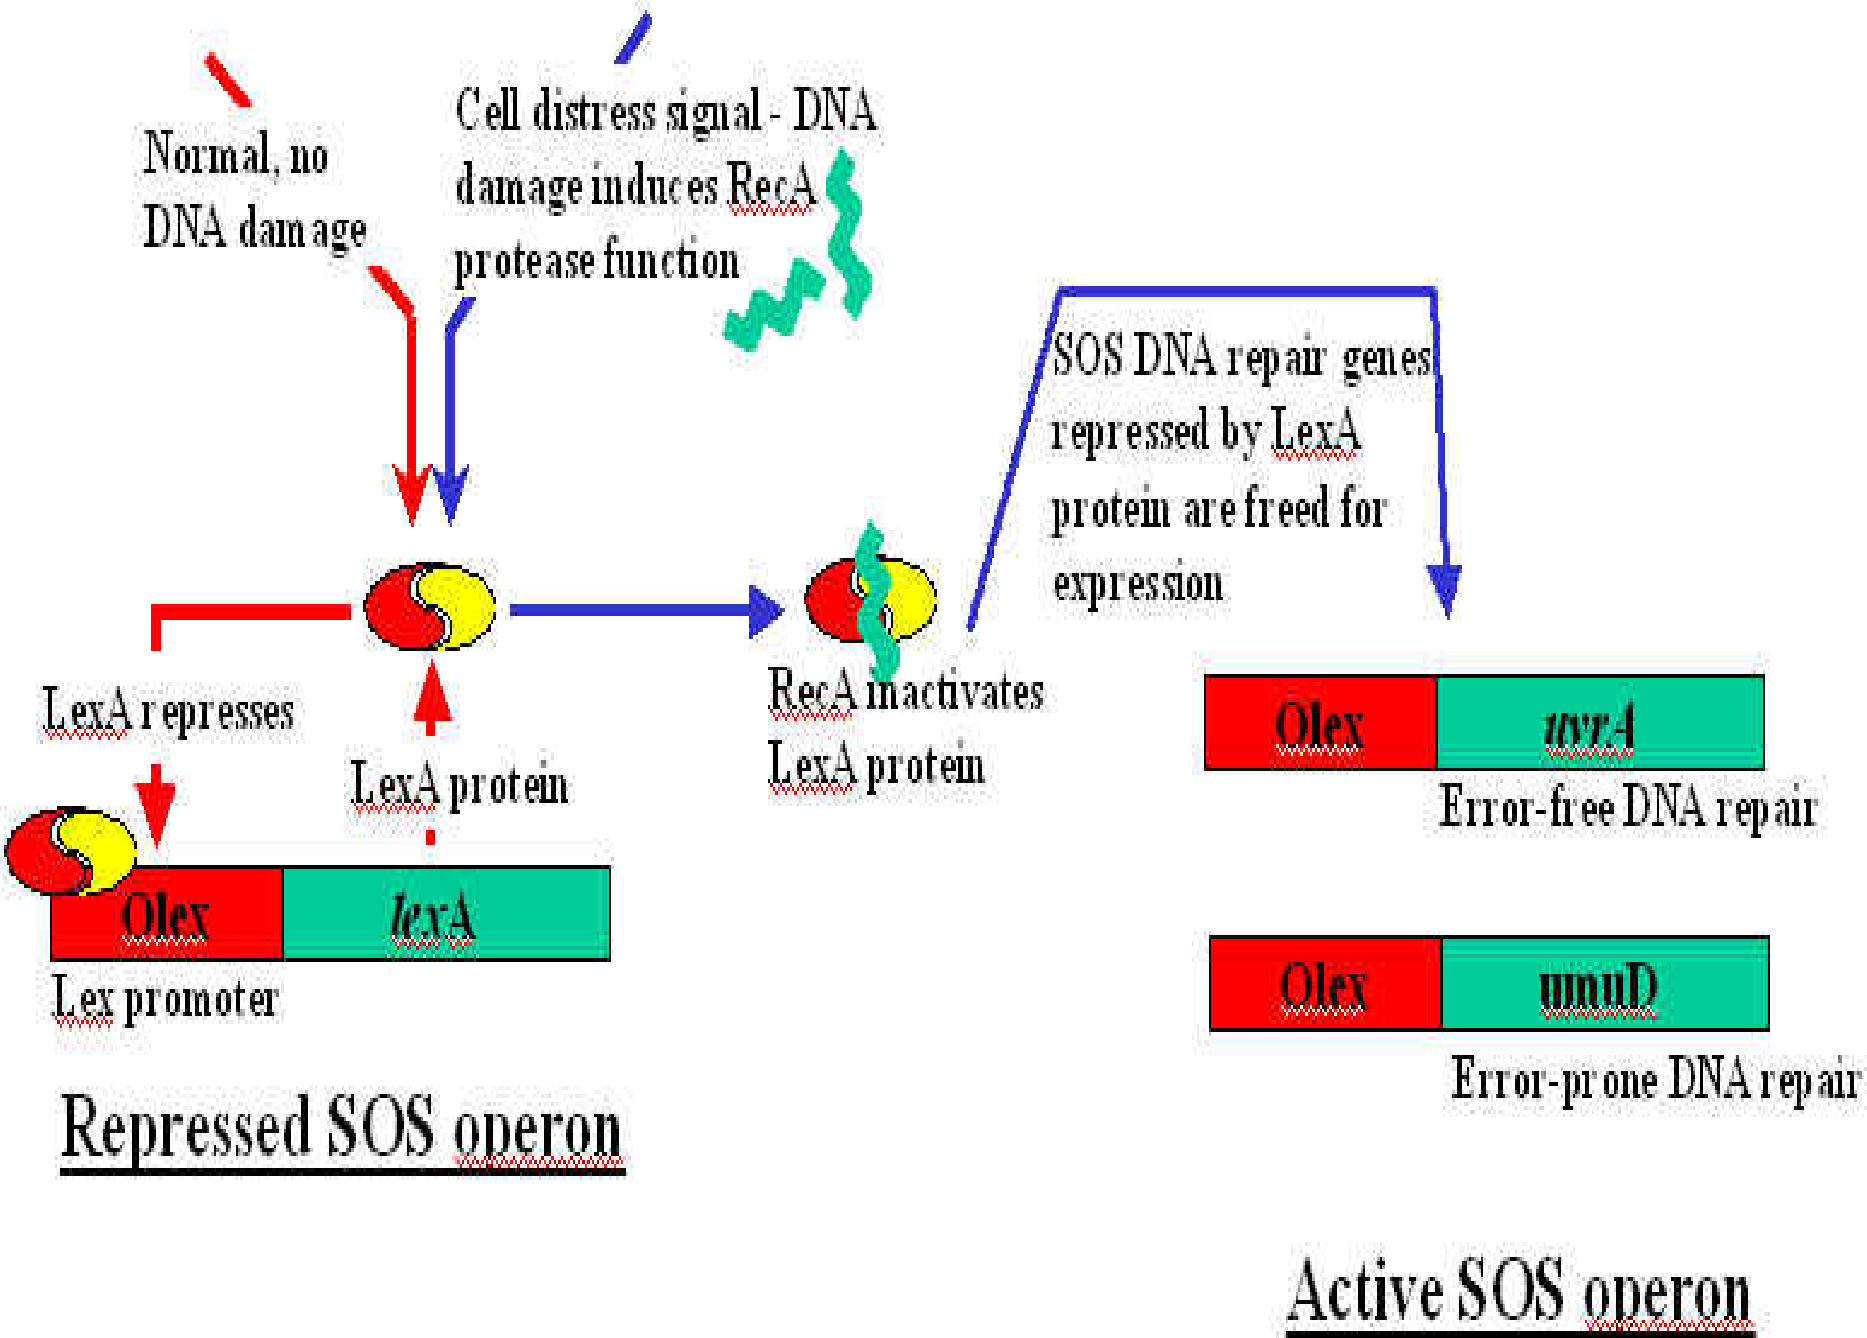 Normal, no
DNA damage
Cell distress signal - DNA
damage induces RecA
protease function
SOS DNA repair genes
repressed by LexA
protein are freed for
expression
LexA represses
LexA protein
RecA inactivates
LexA protein
Olex lexA
Lex promoter
Repressed SOS operon
Olex uvrA
Error-free DNA repair
Olex umuD
Error-prone DNA repair
Active SOS operon